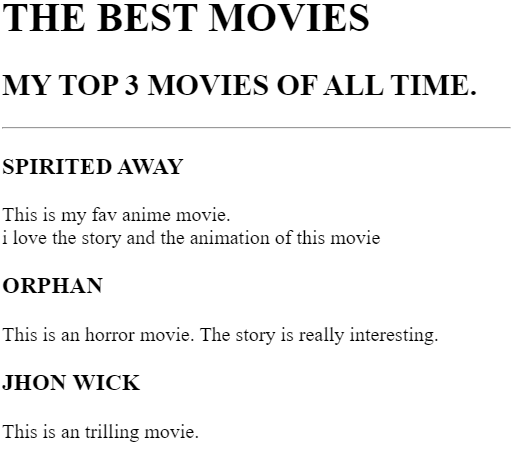 THE BEST MOVIES
MY TOP 3 MOVIES OF ALL TIME.
SPIRITED AWAY
This is my fav anime movie.
i love the story and the animation of this movie
ORPHAN
This is an horror movie. The story is really interesting.
JHON WICK
This is an trilling movie.